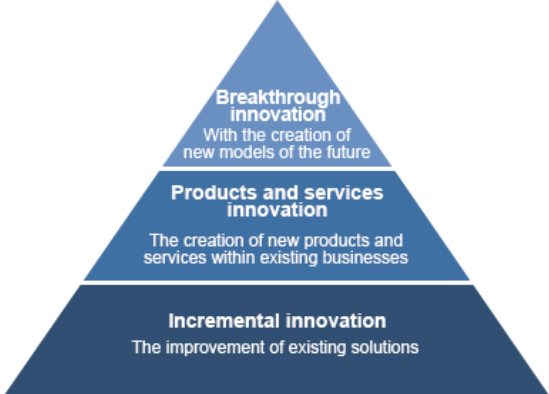 Breakthrough
innovation
With the creation of
new models of the future
Products and services
innovation
The creation of new products and
services within existing businesses
Incremental innovation
The improvement of existing solutions